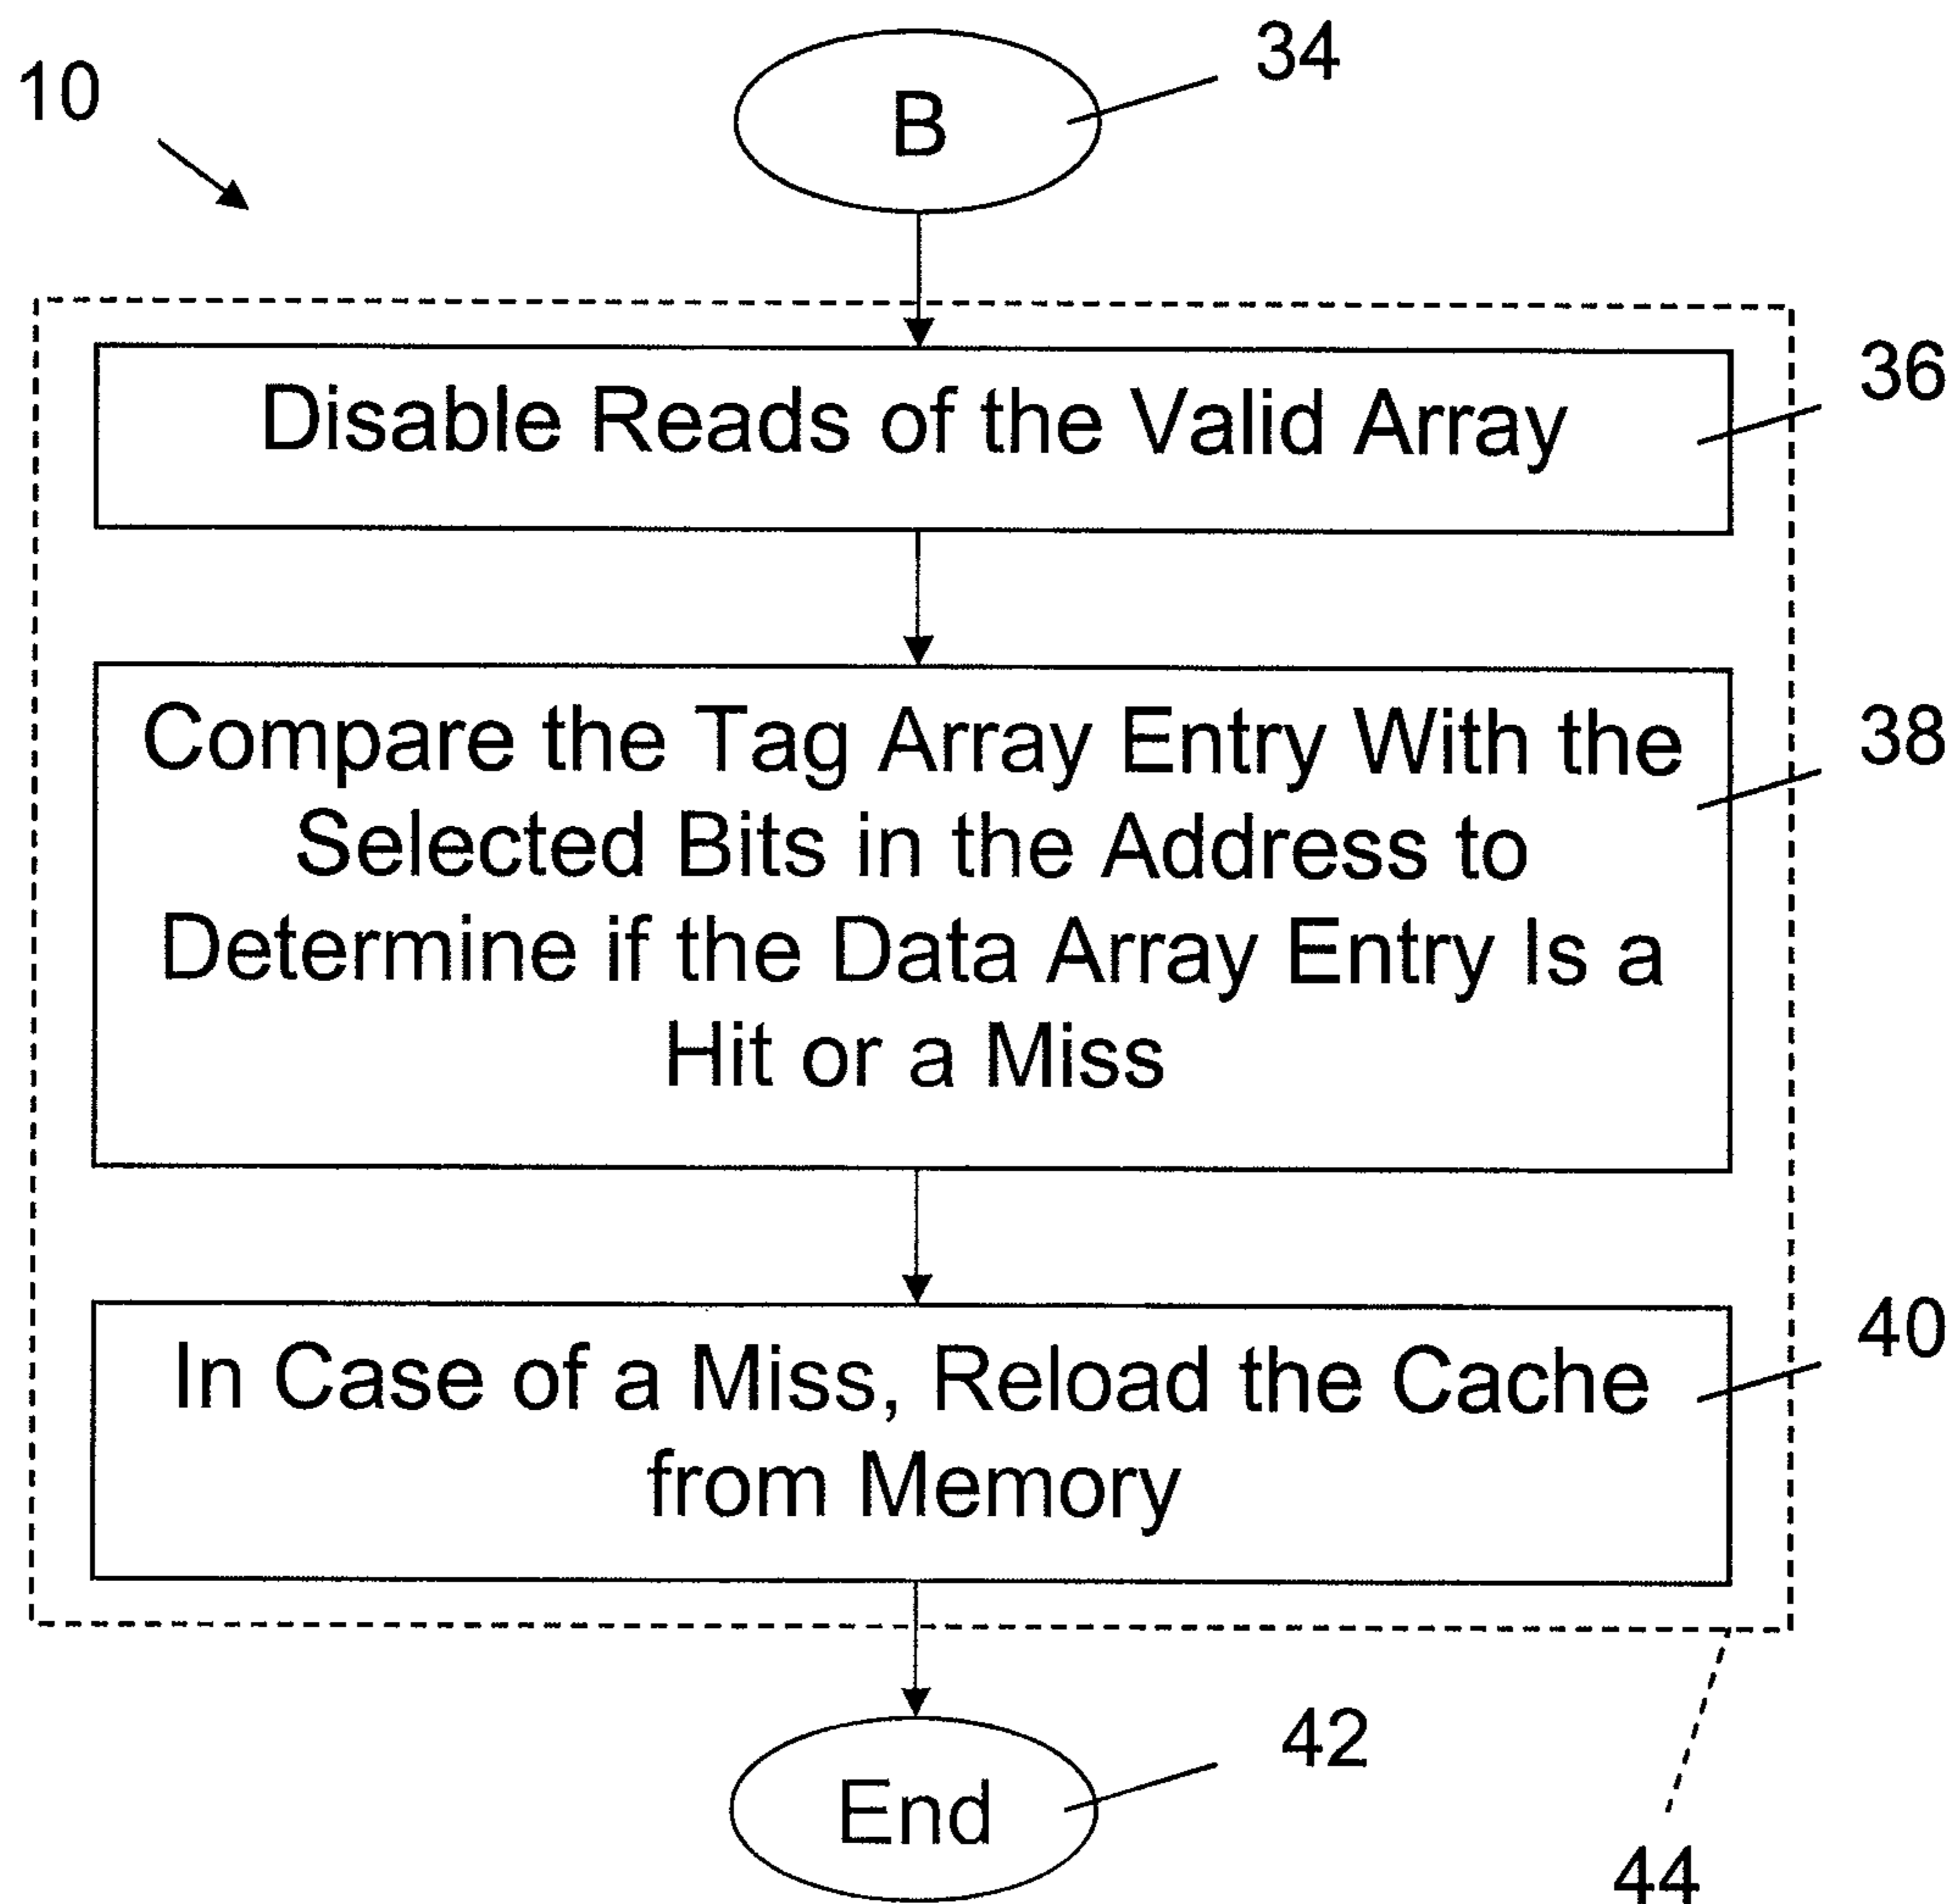 10
B
34
Disable Reads of the Valid Array
36
Compare the Tag Array Entry With the
Selected Bits in the Address to
Determine if the Data Array Entry Is a
Hit or a Miss
38
In Case of a Miss, Reload the Cache
from Memory
40
End
42
44